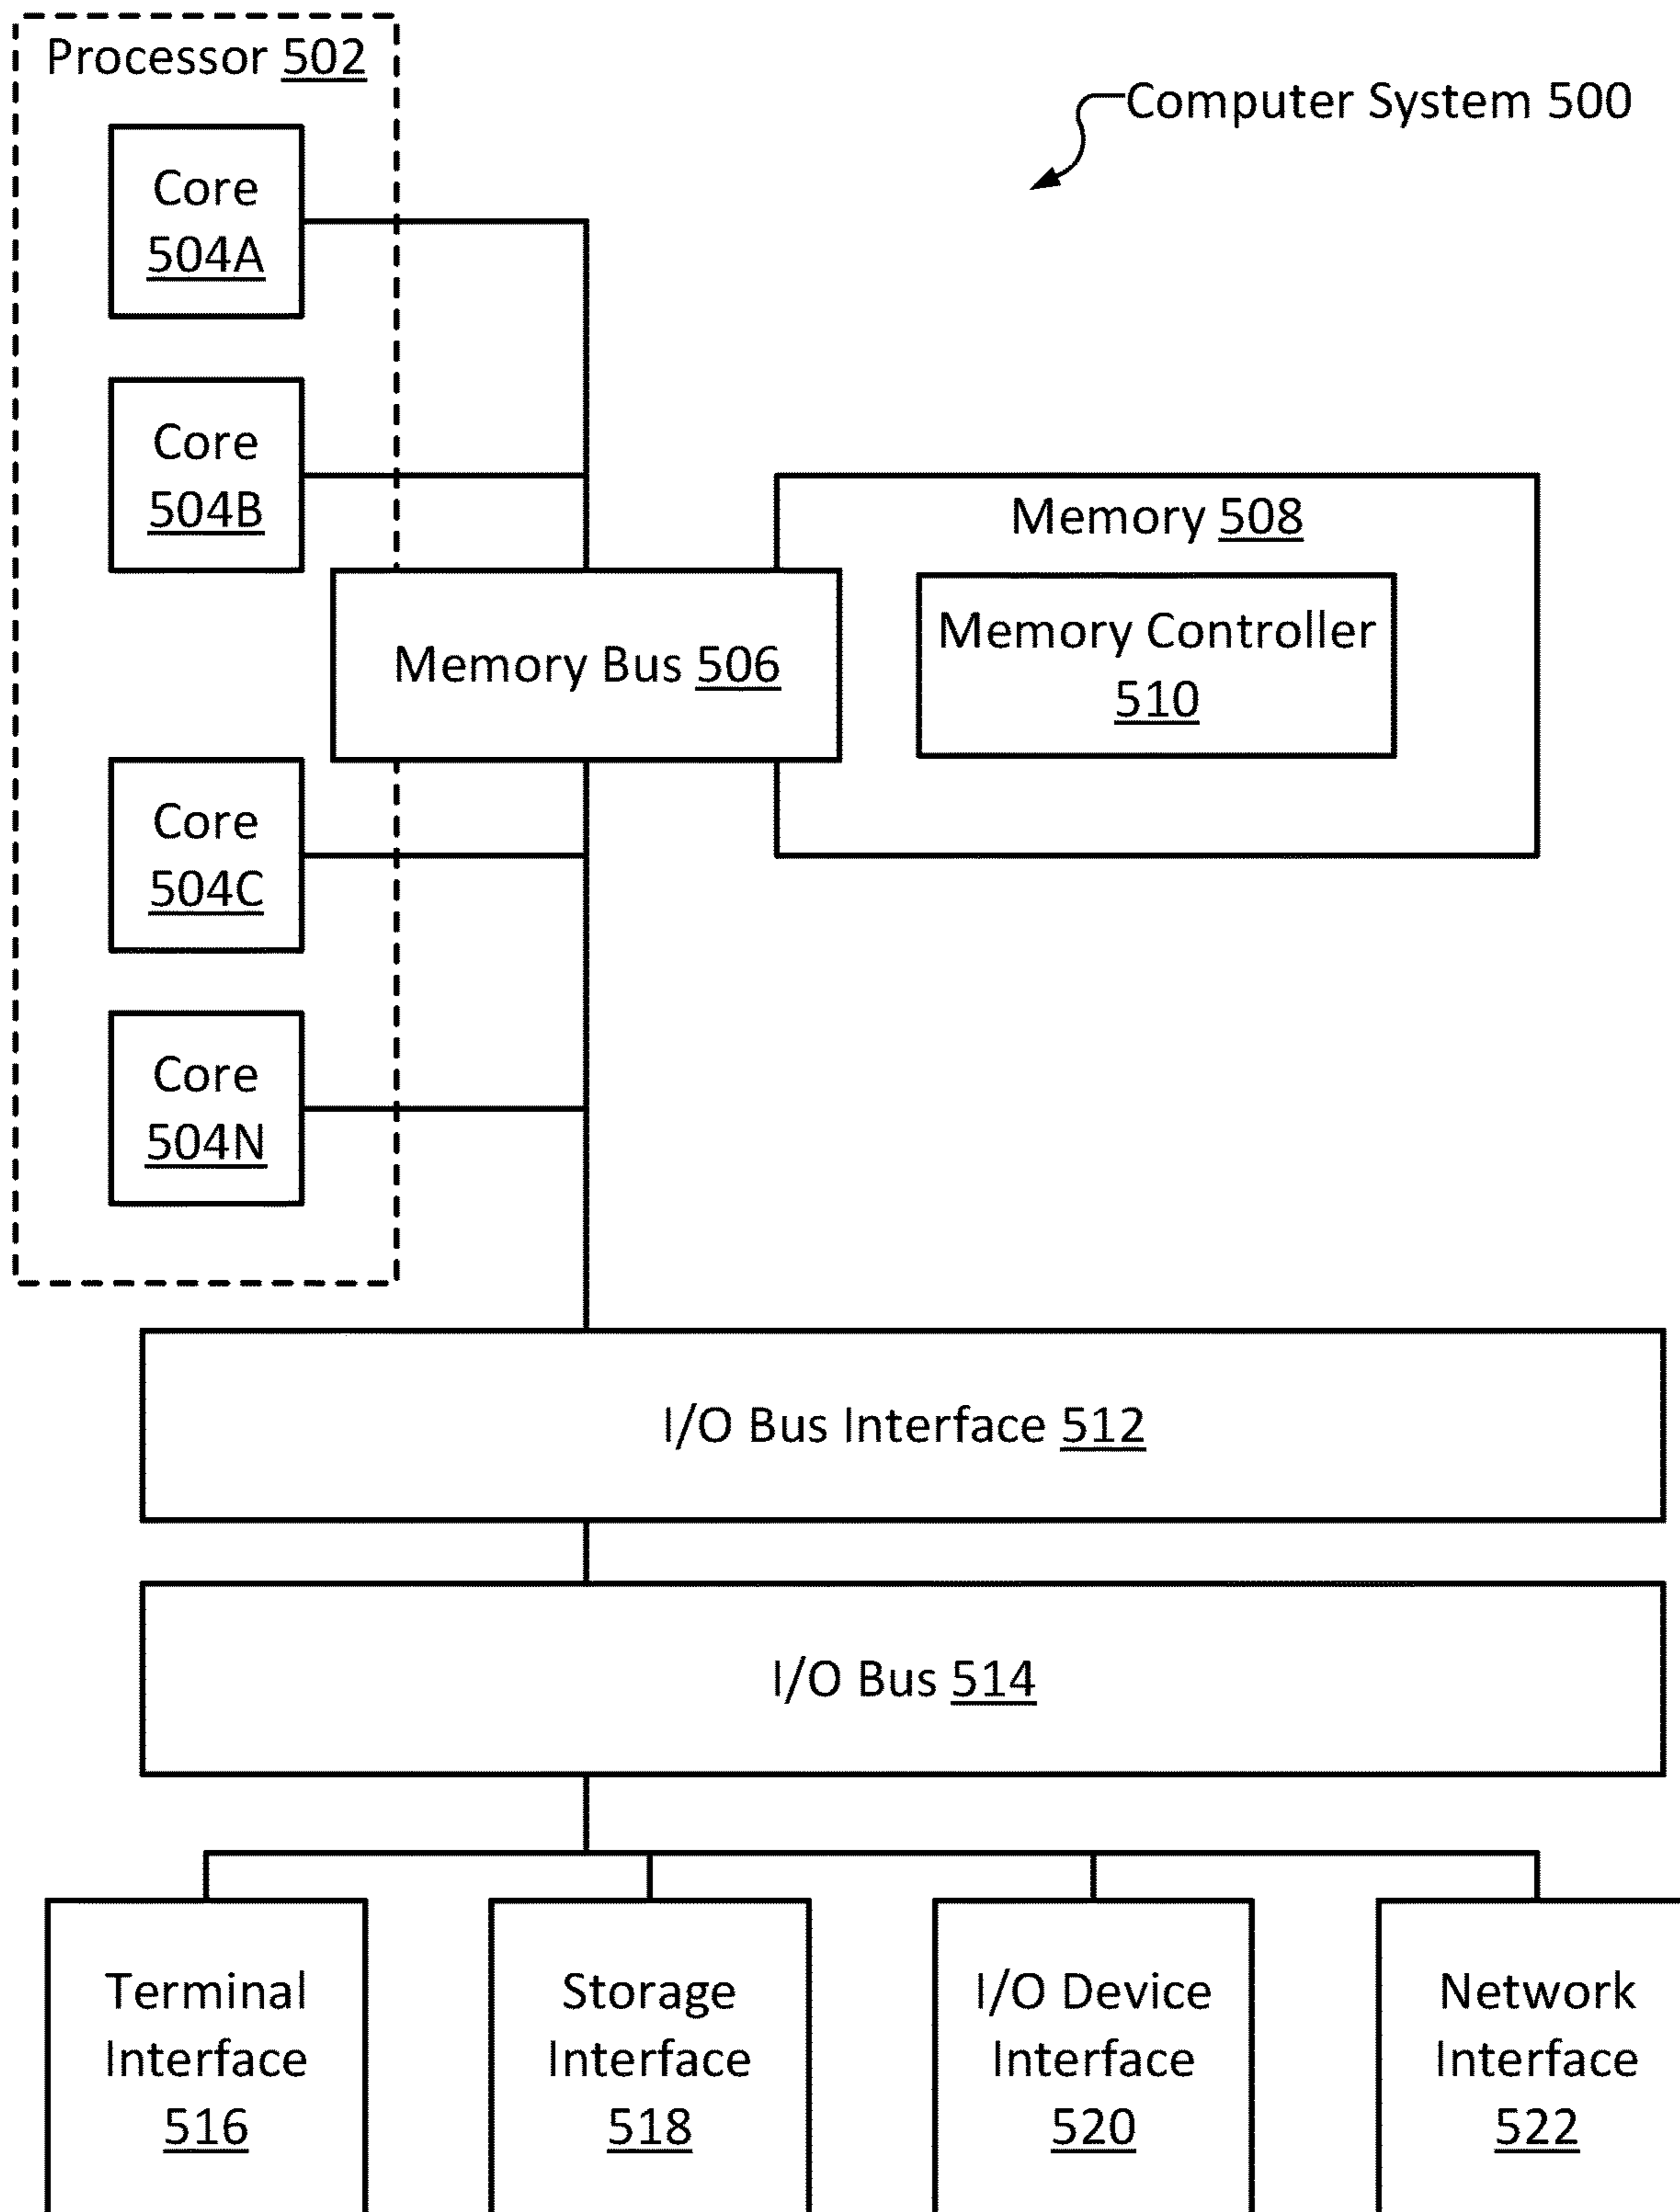 Processor 502
Computer System 500
Core
504A
Core
504B
Memory 508
Memory Controller
510
Memory Bus 506
Core
504C
Core
504N
I/O Bus Interface 512
I/O Bus 514
Terminal
Interface
516
Storage
Interface
518
I/O Device
Interface
520
Network
Interface
522